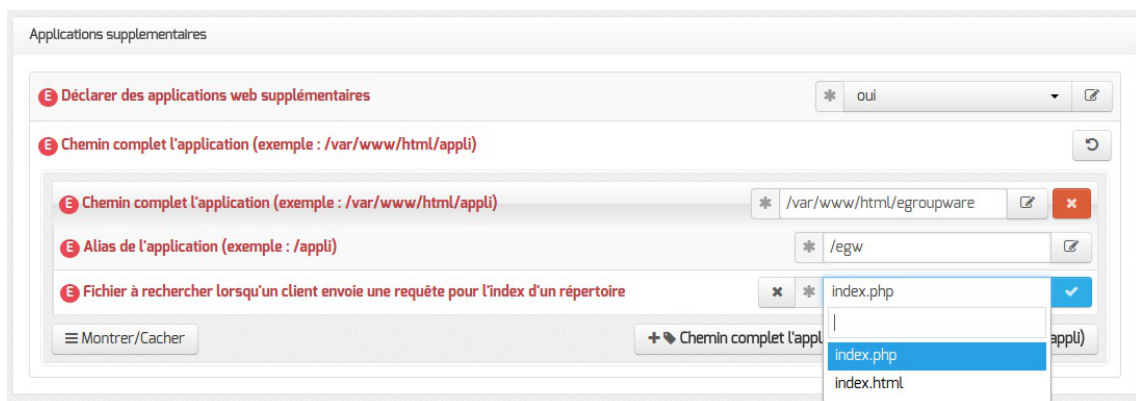 Applications supplementaires
E Déclarer des applications web supplémentaires
oui
E Chemin complet l'application (exemple : /var/www/html/appli)
E Chemin complet l'application (exemple : /var/www/html/appli)
/var/www/html/egroupware
E Alias de l'application (exemple : /appli)
/egw
E Fichier à rechercher lorsqu'un client envoie une requête pour l'index d'un répertoire
index.php
Montrer/Cacher
Chemin complet l'appl
appli)
index.php
index.html